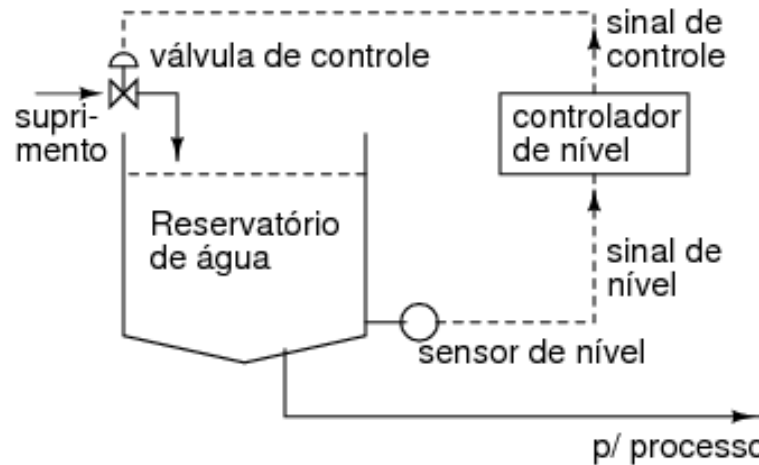 sinal de
controle
válvula de controle
supri-
mento
controlador
de nível
Reservatório
de água
sinal de
nível
sensor de nível
p/ processo